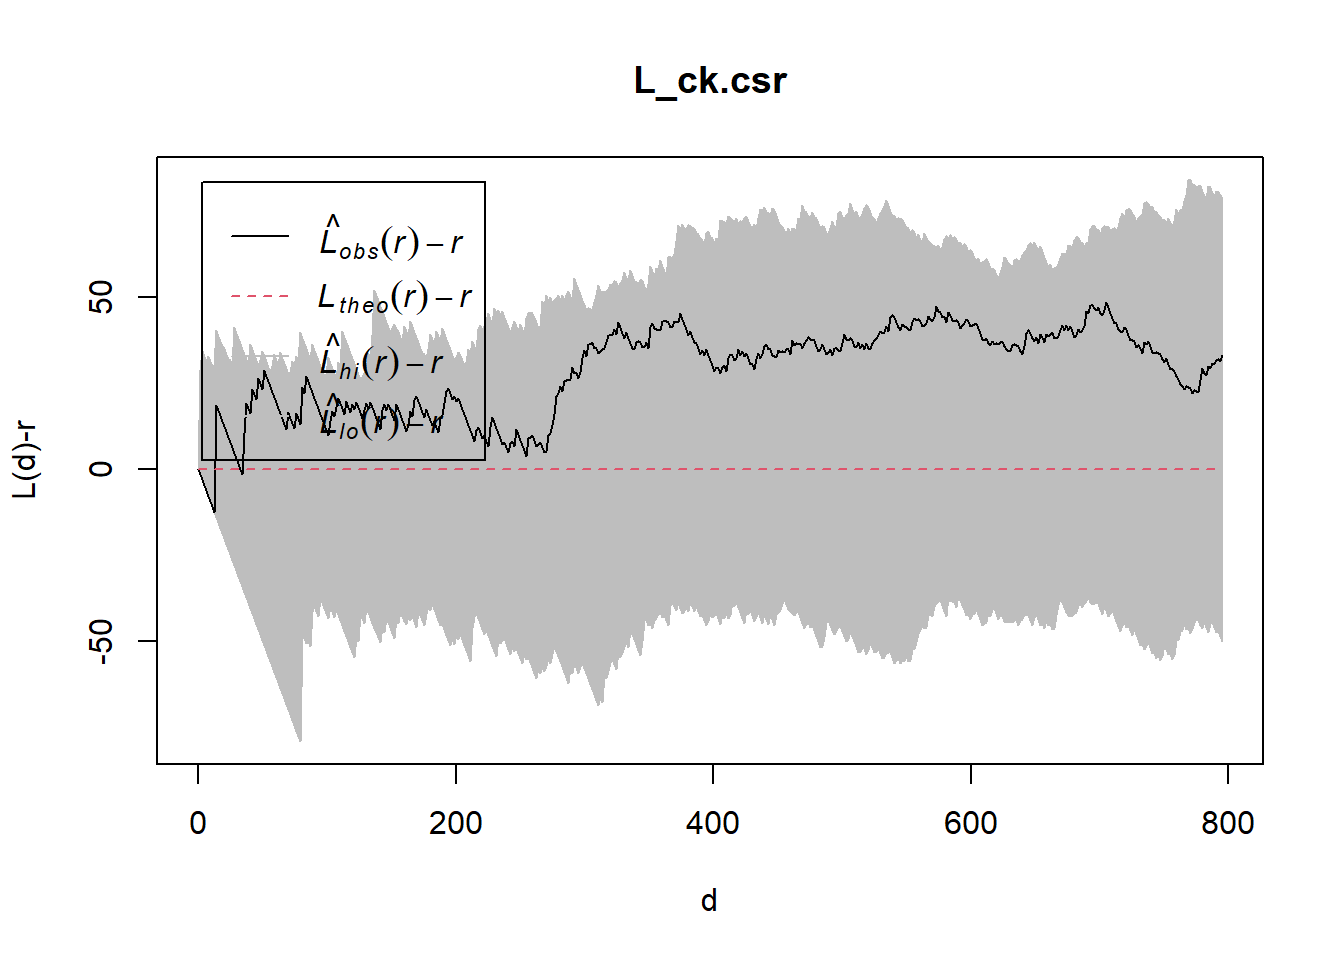 L_ck.csr
L̂obs(r) – r
Ltheo(r) – r
L̂hi(r) – r
L̂lo(r) – r
L(d)-r
50
0
-50
0 200 400 600 800
d